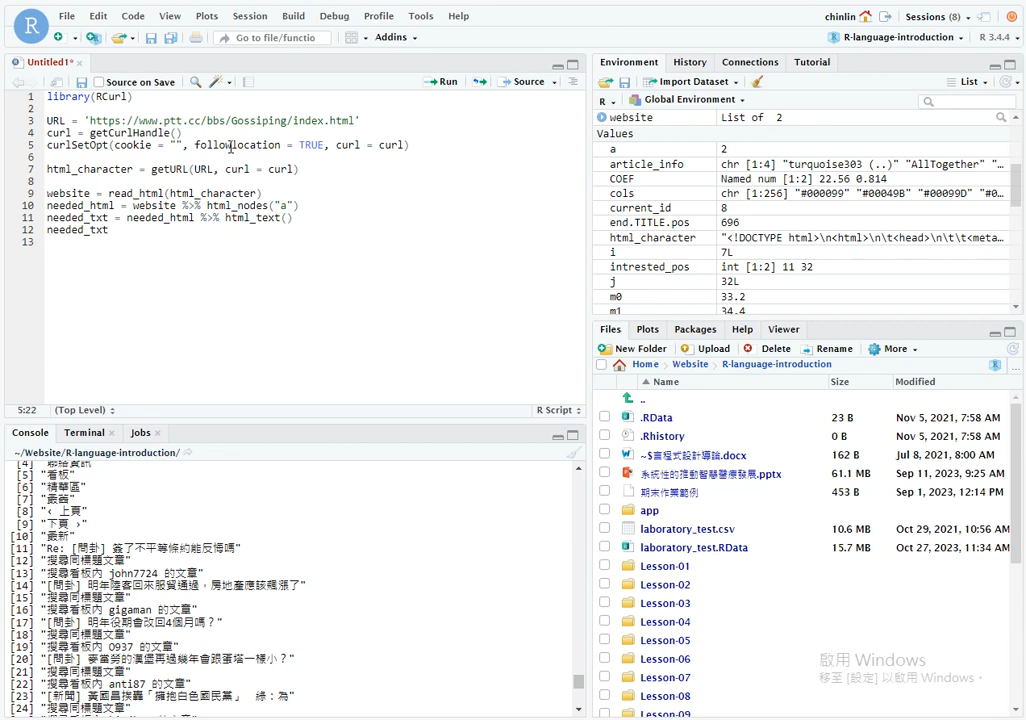 File Edit Code View Plots Session Build Debug Profile Tools Help
chinlin Sessions (8)
Go to file/functio Addins
R-language-introduction R 3.4.4
Untitled1*
Source on Save Run Source
1 library(RCurl)
2
3 URL = 'https://www.ptt.cc/bbs/Gossiping/index.html'
4 curl = getCurlHandle()
5 curlSetOpt(cookie = "", followlocation = TRUE, curl = curl)
6
7 html_character = getURL(URL, curl = curl)
8
9 website = read_html(html_character)
10 needed_html = website %>% html_nodes("a")
11 needed_txt = needed_html %>% html_text()
12 needed_txt
13
5:22 (Top Level) R Script
Console Terminal Jobs
~/Website/R-language-introduction/
[4] "聯絡資訊"
[5] "看板"
[6] "精華區"
[7] "最舊"
[8] "‹ 上頁"
[9] "下頁 ›"
[10] "最新"
[11] "Re: [問卦] 簽了不平等條約能反悔嗎"
[12] "搜尋同標題文章"
[13] "搜尋看板內 john7724 的文章"
[14] "[問卦] 明年陸客回來服貿通過，房地產應該飆漲了"
[15] "搜尋同標題文章"
[16] "搜尋看板內 gigaman 的文章"
[17] "[問卦] 明年役期會改回4個月嗎？"
[18] "搜尋同標題文章"
[19] "搜尋看板內 O937 的文章"
[20] "[問卦] 麥當勞的漢堡再過幾年會跟蛋塔一樣小？"
[21] "搜尋同標題文章"
[22] "搜尋看板內 anti87 的文章"
[23] "[新聞] 黃國昌挨轟「擁抱白色國民黨」 綠：為"
[24] "搜尋同標題文章"
Environment History Connections Tutorial
Import Dataset List
R Global Environment
website List of 2
Values
a 2
article_info chr [1:4] "turquoise303 (..)" "AllTogether" "…
COEF Named num [1:2] 22.56 0.814
cols chr [1:256] "#000099" "#00049B" "#00099D" "#0…
current_id 8
end.TITLE.pos 696
html_character "<!DOCTYPE html>\n<html>\n\t<head>\n\t\t<meta…
i 7L
intrested_pos int [1:2] 11 32
j 32L
m0 33.2
m1 34.4
Files Plots Packages Help Viewer
New Folder Upload Delete Rename More
Home Website R-language-introduction
Name Size Modified
..
.RData 23 B Nov 5, 2021, 7:58 AM
.Rhistory 0 B Nov 5, 2021, 7:58 AM
~$言程式設計導論.docx 162 B Jul 8, 2021, 8:00 AM
系統性的推動智慧醫療發展.pptx 61.1 MB Sep 11, 2023, 9:25 AM
期末作業範例 453 B Sep 1, 2023, 12:14 PM
app
laboratory_test.csv 10.6 MB Oct 29, 2021, 10:56 AM
laboratory_test.RData 15.7 MB Oct 27, 2023, 11:34 AM
Lesson-01
Lesson-02
Lesson-03
Lesson-04
Lesson-05
Lesson-06
Lesson-07
Lesson-08
Lesson-09
啟用 Windows
移至 [設定] 以啟用 Windows。